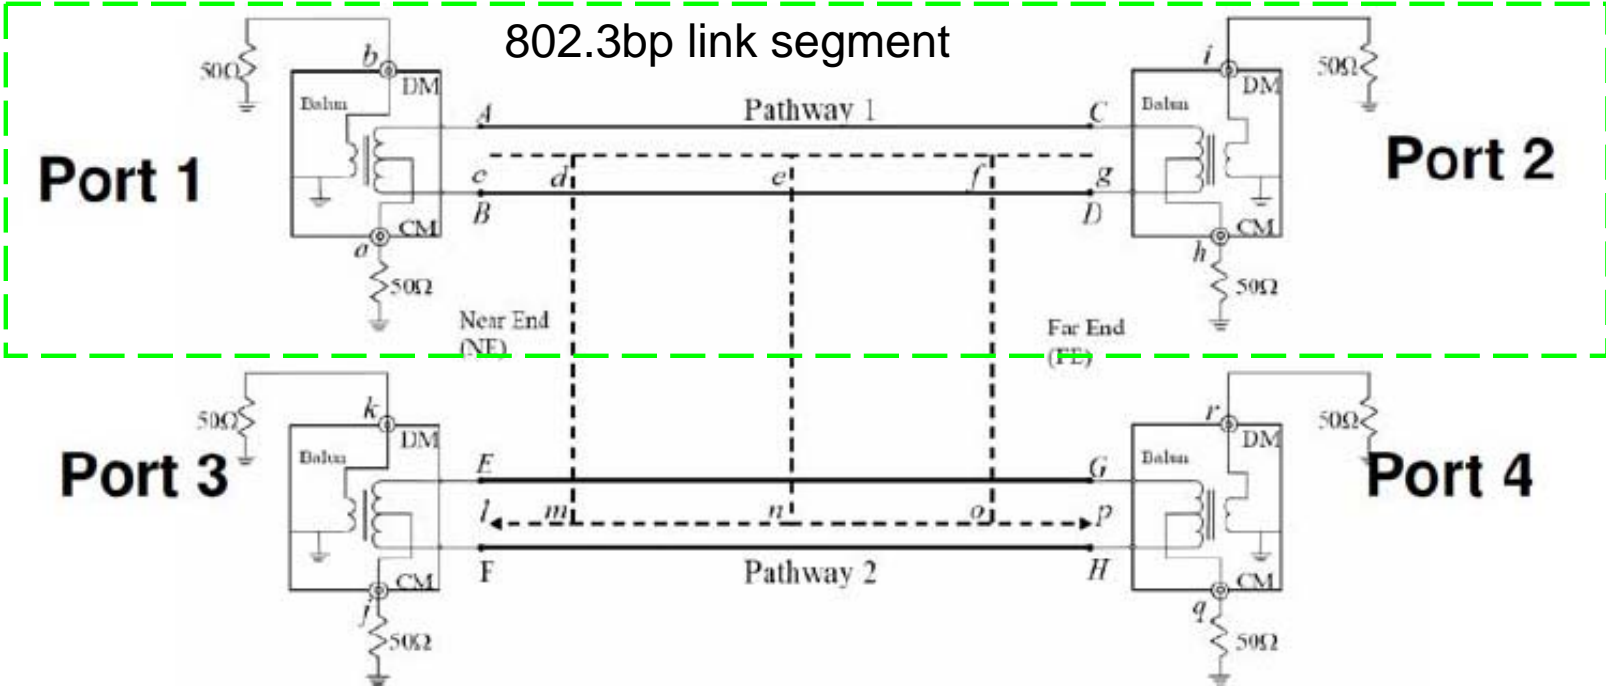 802.3bp link segment
50Ω
b
DM
Balun
A
Pathway 1
C
i
DM
Balun
50Ω
Port 1
c
d
e
f
g
Port 2
B
D
CM
a
50Ω
CM
h
50Ω
Near End
(NE)
Far End
(FE)
50Ω
k
DM
Balun
E
G
r
DM
Balun
50Ω
Port 3
l
m
n
o
p
Port 4
F
Pathway 2
H
CM
j
50Ω
CM
q
50Ω